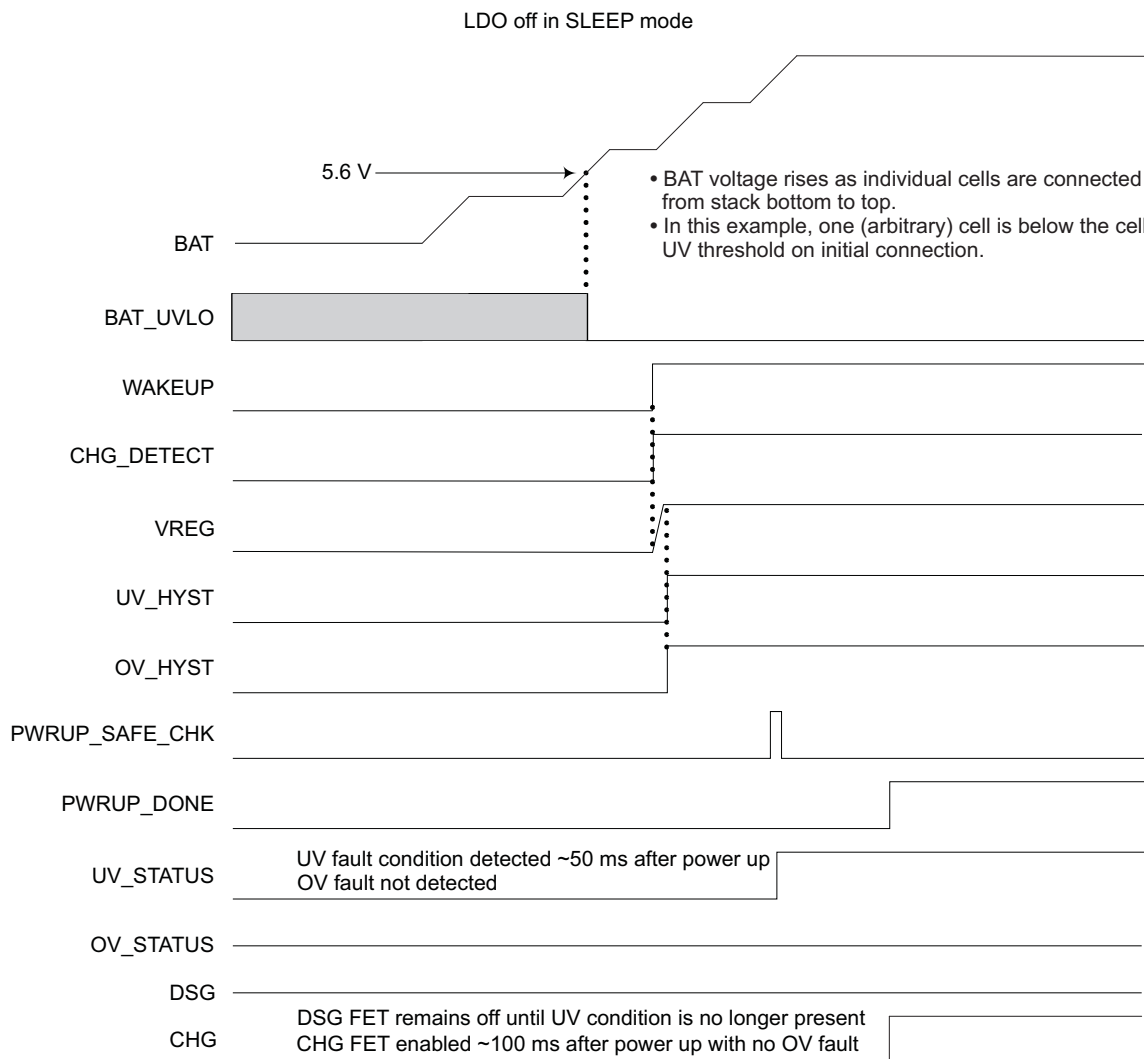 LDO off in SLEEP mode
5.6 V
• BAT voltage rises as individual cells are connected
from stack bottom to top.
• In this example, one (arbitrary) cell is below the cell
UV threshold on initial connection.
BAT
BAT_UVLO
WAKEUP
CHG_DETECT
VREG
UV_HYST
OV_HYST
PWRUP_SAFE_CHK
PWRUP_DONE
UV_STATUS
UV fault condition detected ~50 ms after power up
OV fault not detected
OV_STATUS
DSG
CHG
DSG FET remains off until UV condition is no longer present
CHG FET enabled ~100 ms after power up with no OV fault